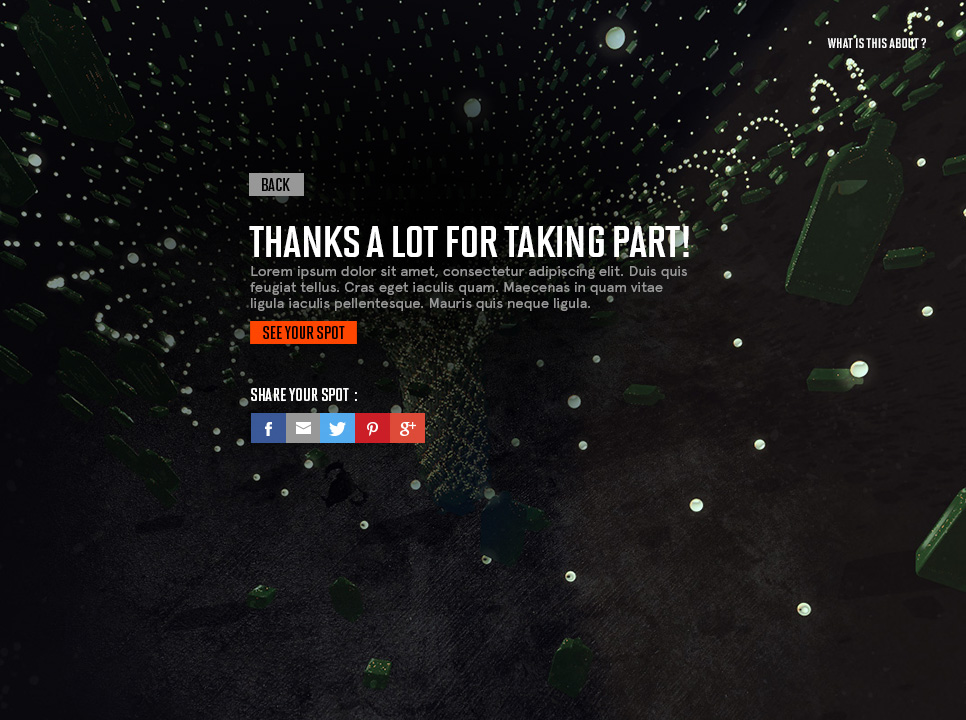 WHAT IS THIS ABOUT ?
BACK
THANKS A LOT FOR TAKING PART!
Lorem ipsum dolor sit amet, consectetur adipiscing elit. Duis quis
feugiat tellus. Cras eget iaculis quam. Maecenas in quam vitae
ligula iaculis pellentesque. Mauris quis neque ligula.
SEE YOUR SPOT
SHARE YOUR SPOT :